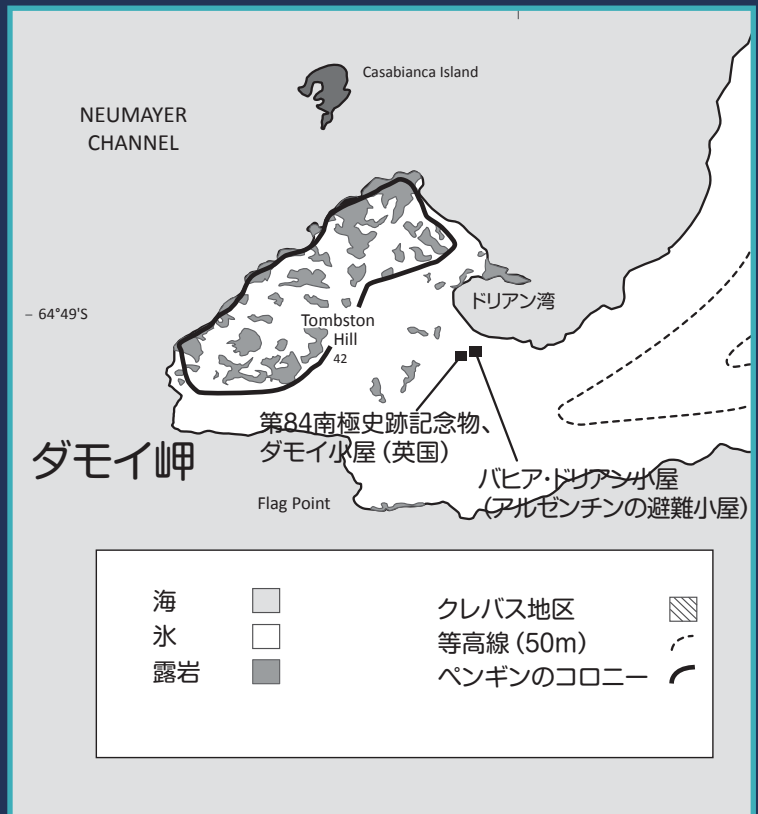 Casabianca Island
NEUMAYER
CHANNEL
ドリアン湾
– 64°49'S
Tombston
Hill
42
第84南極史跡記念物、
ダモイ小屋（英国）
ダモイ岬
バヒア・ドリアン小屋
（アルゼンチンの避難小屋）
Flag Point
海
氷
露岩
クレバス地区
等高線（50m）
ペンギンのコロニー